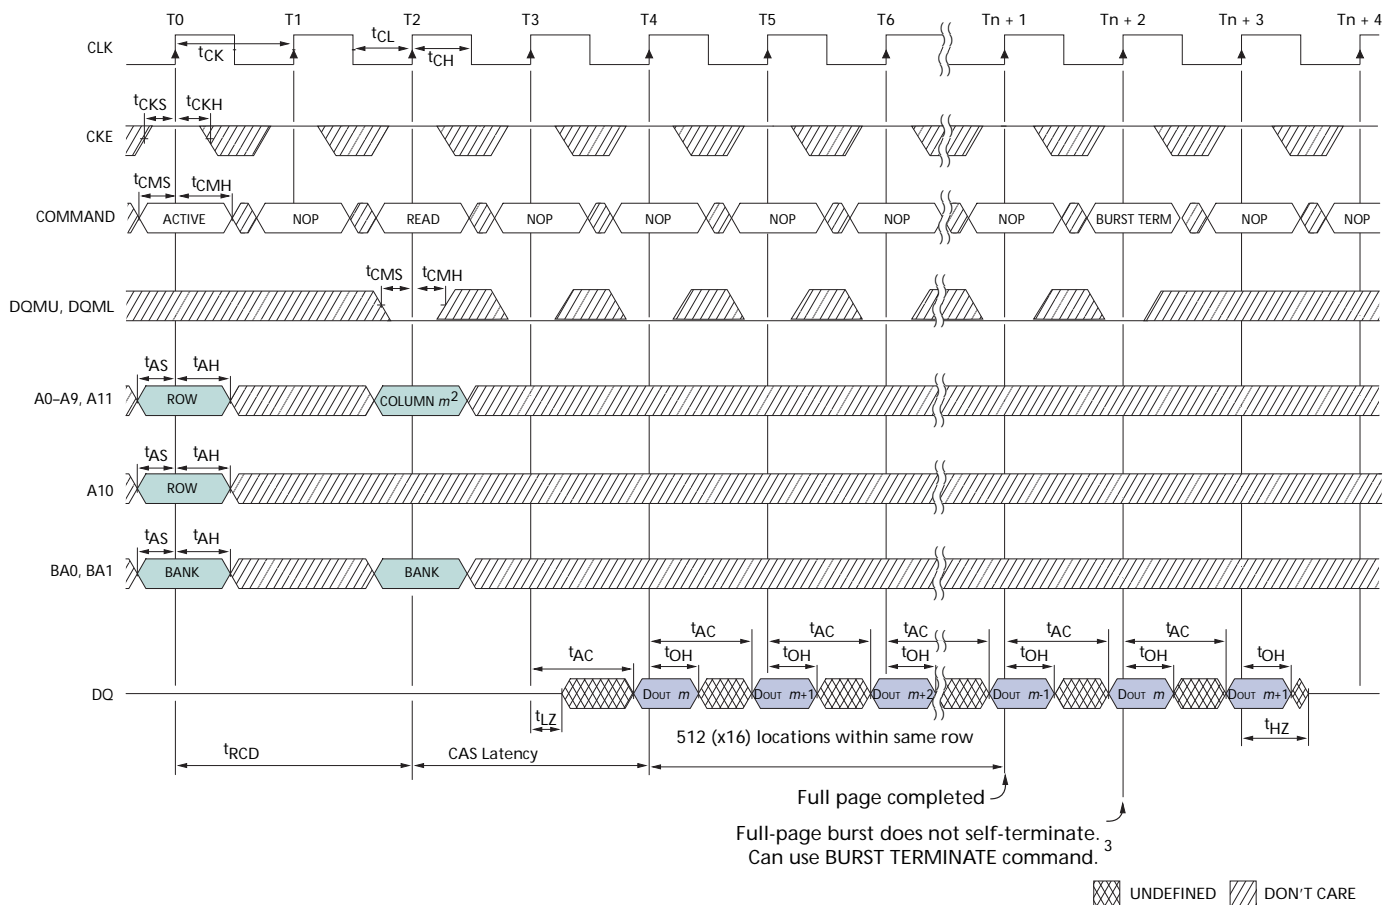 T0 T1 T2 T3 T4 T5 T6 Tn + 1 Tn + 2 Tn + 3 Tn + 4
CLK
tCK tCL tCH
tCKS tCKH
CKE
tCMS tCMH
COMMAND ACTIVE NOP READ NOP NOP NOP NOP NOP BURST TERM NOP NOP
tCMS tCMH
DQMU, DQML
tAS tAH
A0–A9, A11 ROW COLUMN m2
tAS tAH
A10 ROW
tAS tAH
BA0, BA1 BANK BANK
tAC tAC tAC tAC tAC tAC
tOH tOH tOH tOH tOH tOH
DQ DOUT m DOUT m+1 DOUT m+2 DOUT m-1 DOUT m DOUT m+1
tLZ tHZ
512 (x16) locations within same row
tRCD CAS Latency
Full page completed
Full-page burst does not self-terminate.
Can use BURST TERMINATE command. 3
UNDEFINED DON'T CARE